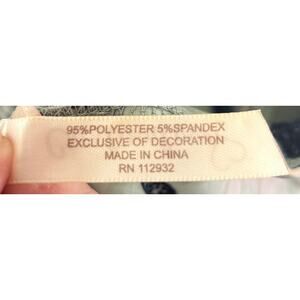 95%POLYESTER 5%SPANDEX
EXCLUSIVE OF DECORATION
MADE IN CHINA
RN 112932